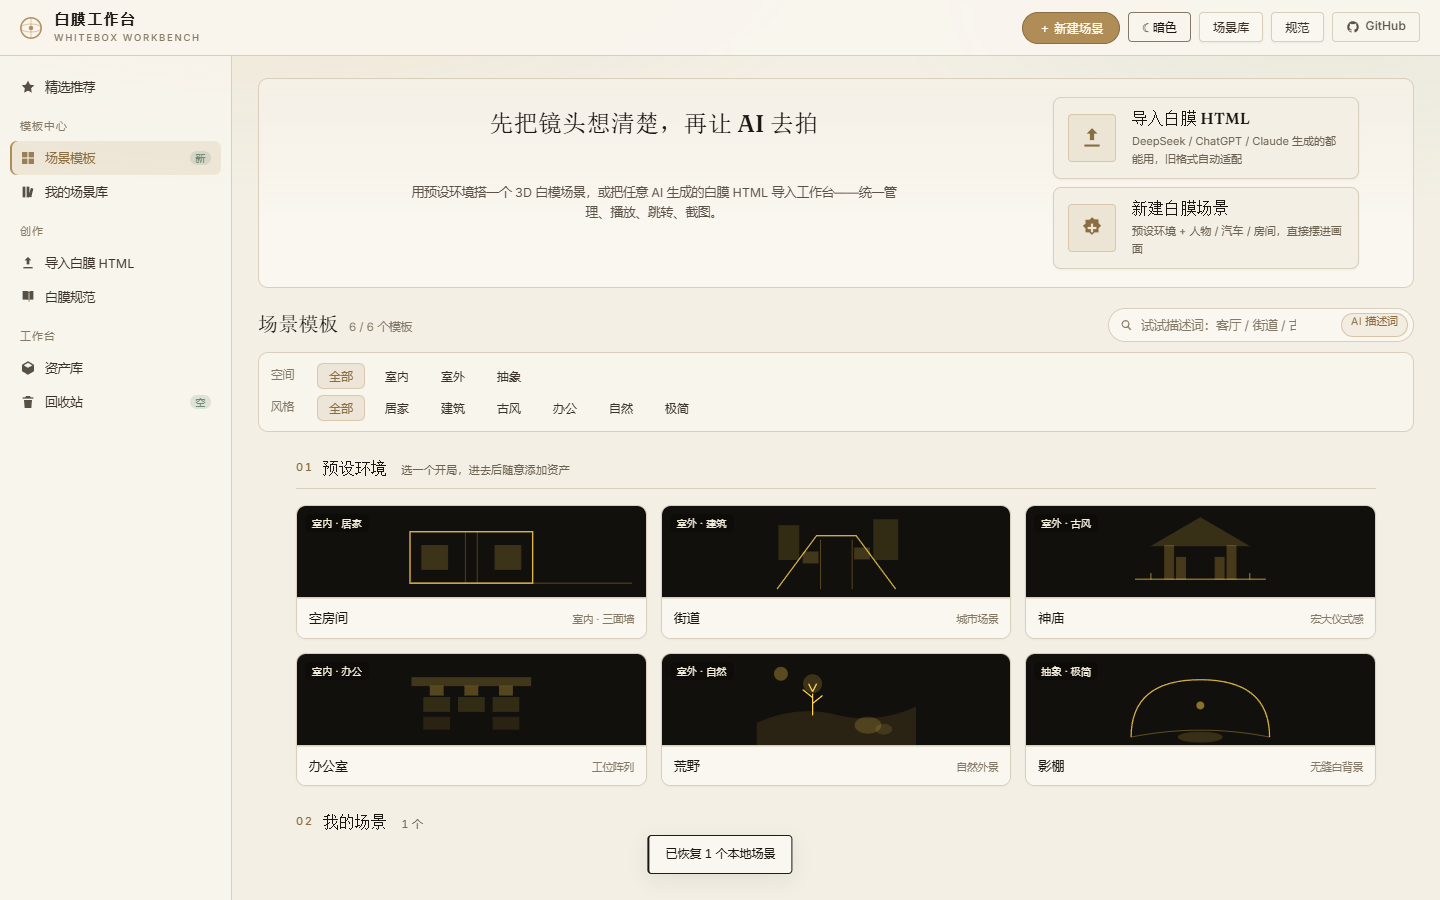 白膜工作台
WHITEBOX WORKBENCH
+ 新建场景
☾暗色
场景库
规范
GitHub
精选推荐
模板中心
场景模板
新
我的场景库
创作
导入白膜 HTML
白膜规范
工作台
资产库
回收站
空
先把镜头想清楚，再让 AI 去拍
用预设环境搭一个 3D 白模场景，或把任意 AI 生成的白膜 HTML 导入工作台——统一管
理、播放、跳转、截图。
导入白膜 HTML
DeepSeek / ChatGPT / Claude 生成的都
能用，旧格式自动适配
新建白膜场景
预设环境 + 人物 / 汽车 / 房间，直接摆进画
面
场景模板
6 / 6 个模板
试试描述词：客厅 / 街道 /
AI 描述词
空间
全部
室内
室外
抽象
风格
全部
居家
建筑
古风
办公
自然
极简
01
预设环境
选一个开局，进去后随意添加资产
室内 · 居家
室外 · 建筑
室外 · 古风
空房间
室内 · 三面墙
街道
城市场景
神庙
宏大仪式感
室内 · 办公
室外 · 自然
抽象 · 极简
办公室
工位阵列
荒野
自然外景
影棚
无缝白背景
02
我的场景
1 个
已恢复 1 个本地场景